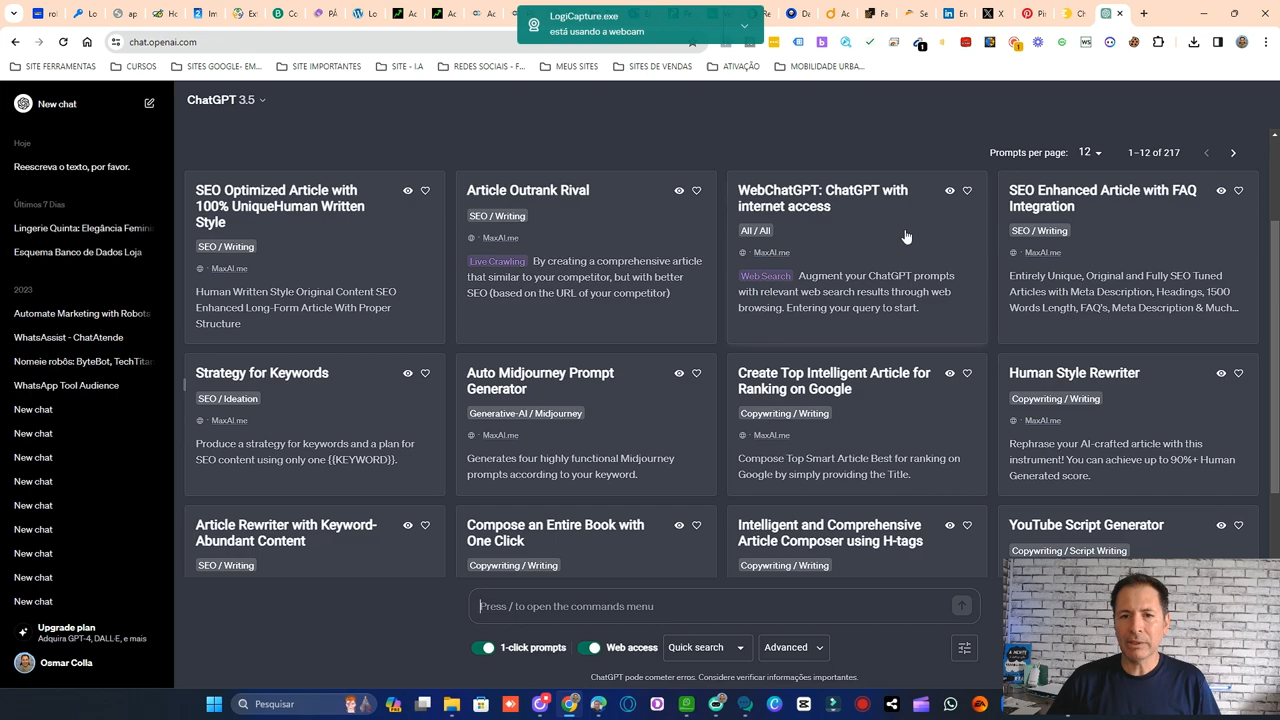 LogiCapture.exe
está usando a webcam
chat.openai.com
SITE FERRAMENTAS
CURSOS
SITES GOOGLE- EM...
SITE IMPORTANTES
SITE - I.A
REDES SOCIAIS - F...
MEUS SITES
SITES DE VENDAS
ATIVAÇÃO
MOBILIDADE URBA...
New chat
ChatGPT 3.5
Hoje
Reescreva o texto, por favor.
Últimos 7 Dias
Lingerie Quinta: Elegância Femini
Esquema Banco de Dados Loja
2023
Automate Marketing with Robots
WhatsAssist - ChatAtende
Nomeie robôs: ByteBot, TechTitan
WhatsApp Tool Audience
New chat
New chat
New chat
New chat
New chat
New chat
New chat
New chat
New chat
Upgrade plan
Adquira GPT-4, DALL·E, e mais
Osmar Colla
Prompts per page:
12
1–12 of 217
SEO Optimized Article with
100% UniqueHuman Written
Style
SEO / Writing
MaxAI.me
Human Written Style Original Content SEO
Enhanced Long-Form Article With Proper
Structure
Article Outrank Rival
SEO / Writing
MaxAI.me
Live Crawling By creating a comprehensive article
that similar to your competitor, but with better
SEO (based on the URL of your competitor)
WebChatGPT: ChatGPT with
internet access
All / All
MaxAI.me
Web Search Augment your ChatGPT prompts
with relevant web search results through web
browsing. Entering your query to start.
SEO Enhanced Article with FAQ
Integration
SEO / Writing
MaxAI.me
Entirely Unique, Original and Fully SEO Tuned
Articles with Meta Description, Headings, 1500
Words Length, FAQ's, Meta Description & Much...
Strategy for Keywords
SEO / Ideation
MaxAI.me
Produce a strategy for keywords and a plan for
SEO content using only one {{KEYWORD}}.
Auto Midjourney Prompt
Generator
Generative-AI / Midjourney
MaxAI.me
Generates four highly functional Midjourney
prompts according to your keyword.
Create Top Intelligent Article for
Ranking on Google
Copywriting / Writing
MaxAI.me
Compose Top Smart Article Best for ranking on
Google by simply providing the Title.
Human Style Rewriter
Copywriting / Writing
MaxAI.me
Rephrase your AI-crafted article with this
instrument! You can achieve up to 90%+ Human
Generated score.
Article Rewriter with Keyword-
Abundant Content
SEO / Writing
Compose an Entire Book with
One Click
Copywriting / Writing
Intelligent and Comprehensive
Article Composer using H-tags
Copywriting / Writing
YouTube Script Generator
Copywriting / Script Writing
Press / to open the commands menu
1-click prompts
Web access
Quick search
Advanced
ChatGPT pode cometer erros. Considere verificar informações importantes.
Pesquisar